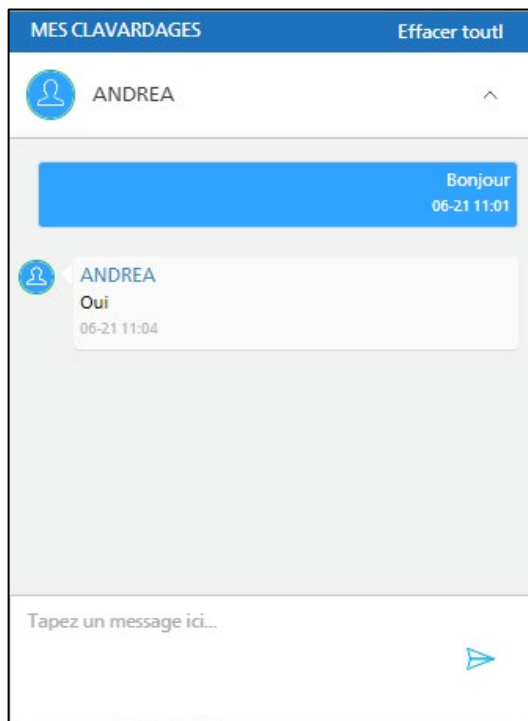 MES CLAVARDAGES Effacer toutl
ANDREA
Bonjour
06-21 11:01
ANDREA
Oui
06-21 11:04
Tapez un message ici...